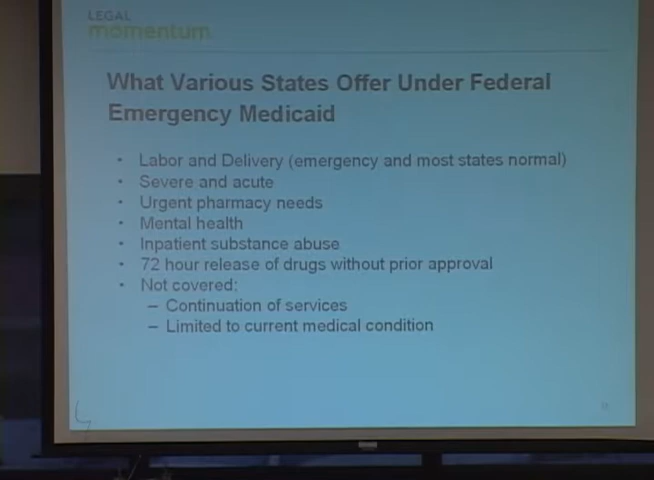 LEGAL
momentum
What Various States Offer Under Federal
Emergency Medicaid
• Labor and Delivery (emergency and most states normal)
• Severe and acute
• Urgent pharmacy needs
• Mental health
• Inpatient substance abuse
• 72 hour release of drugs without prior approval
• Not covered:
– Continuation of services
– Limited to current medical condition